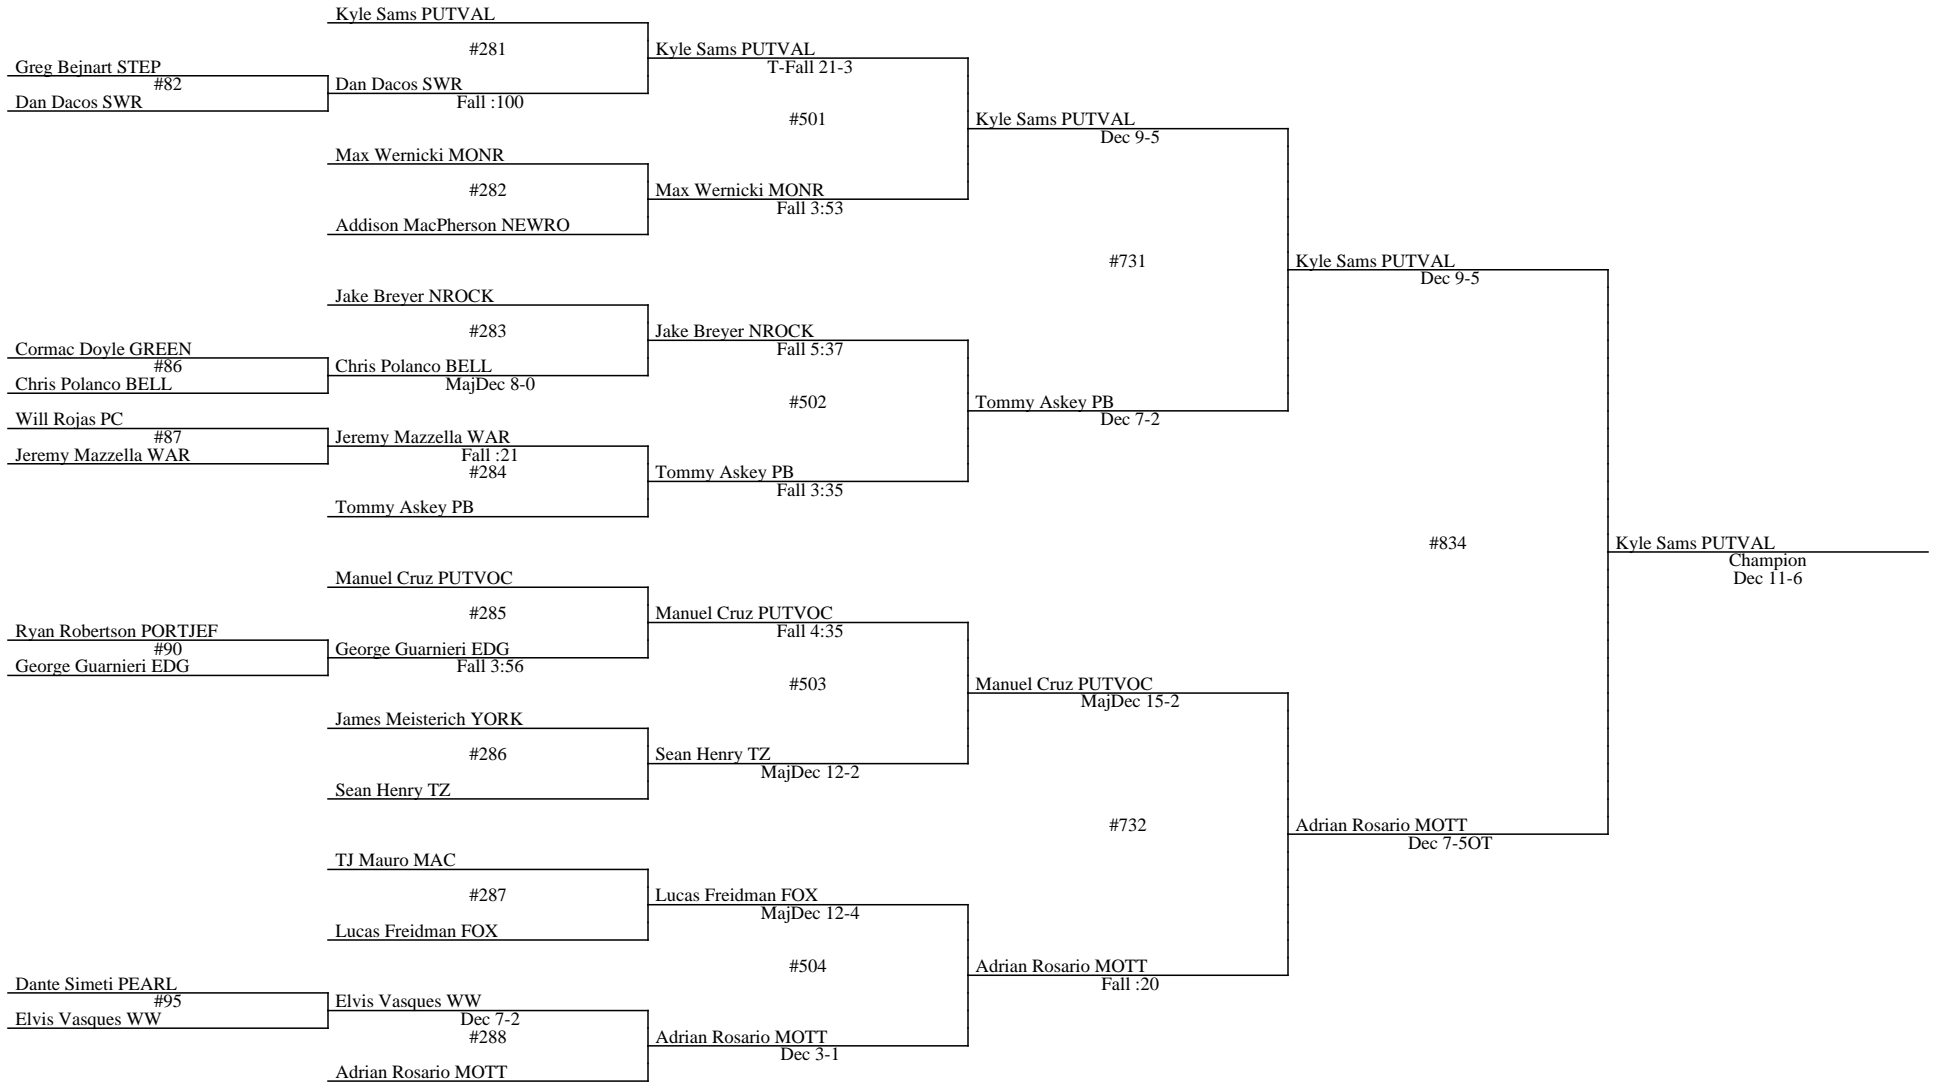 Kyle Sams PUTVAL
#281
Kyle Sams PUTVAL
T-Fall 21-3
Greg Bejnart STEP
#82
Dan Dacos SWR
Dan Dacos SWR
Fall :100
#501
Kyle Sams PUTVAL
Dec 9-5
Max Wernicki MONR
#282
Max Wernicki MONR
Fall 3:53
Addison MacPherson NEWRO
#731
Kyle Sams PUTVAL
Dec 9-5
Jake Breyer NROCK
#283
Jake Breyer NROCK
Fall 5:37
Cormac Doyle GREEN
#86
Chris Polanco BELL
Chris Polanco BELL
MajDec 8-0
#502
Tommy Askey PB
Dec 7-2
Will Rojas PC
#87
Jeremy Mazzella WAR
Jeremy Mazzella WAR
Fall :21
#284
Tommy Askey PB
Fall 3:35
Tommy Askey PB
#834
Kyle Sams PUTVAL
Champion
Dec 11-6
Manuel Cruz PUTVOC
#285
Manuel Cruz PUTVOC
Fall 4:35
Ryan Robertson PORTJEF
#90
George Guarnieri EDG
George Guarnieri EDG
Fall 3:56
#503
Manuel Cruz PUTVOC
MajDec 15-2
James Meisterich YORK
#286
Sean Henry TZ
MajDec 12-2
Sean Henry TZ
#732
Adrian Rosario MOTT
Dec 7-5OT
TJ Mauro MAC
#287
Lucas Freidman FOX
MajDec 12-4
Lucas Freidman FOX
#504
Adrian Rosario MOTT
Fall :20
Dante Simeti PEARL
#95
Elvis Vasques WW
Elvis Vasques WW
Dec 7-2
#288
Adrian Rosario MOTT
Dec 3-1
Adrian Rosario MOTT